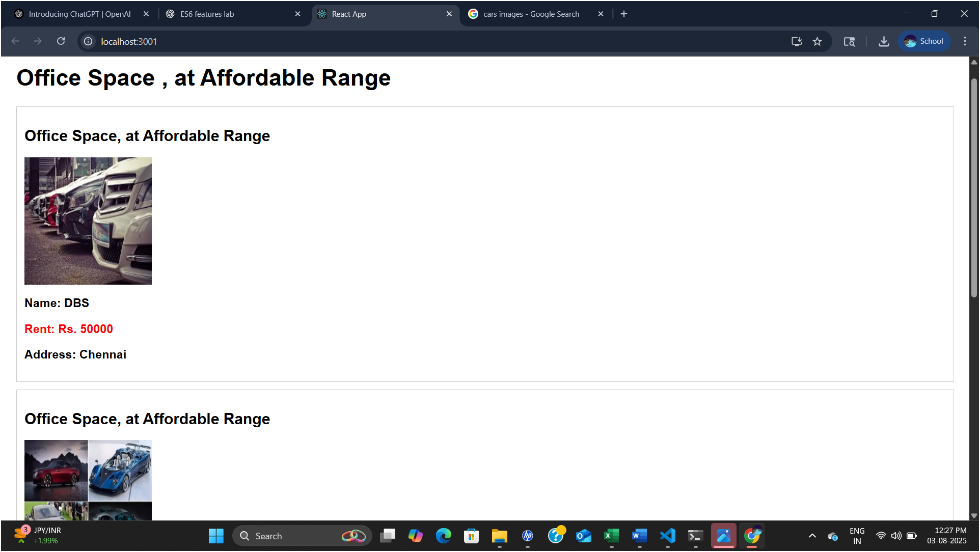 Introducing ChatGPT | OpenAI
ES6 features lab
React App
cars images - Google Search
localhost:3001
School
Office Space , at Affordable Range
Office Space, at Affordable Range
Name: DBS
Rent: Rs. 50000
Address: Chennai
Office Space, at Affordable Range
3
JPY/INR
+1.99%
Search
ENG
IN
12:27 PM
03-08-2025